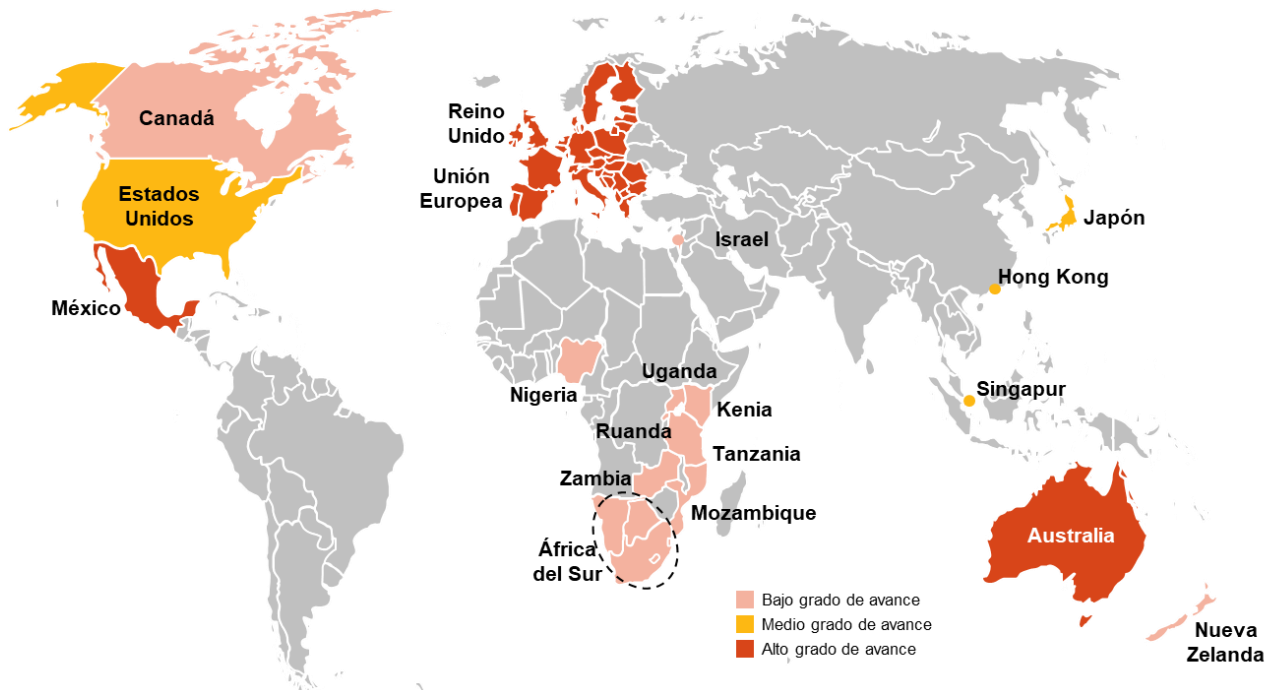 Canadá
Estados
Unidos
México
Reino
Unido
Unión
Europea
Israel
Japón
Hong Kong
Singapur
Nigeria
Uganda
Kenia
Ruanda
Tanzania
Zambia
Mozambique
África
del Sur
Australia
Nueva
Zelanda
Bajo grado de avance
Medio grado de avance
Alto grado de avance